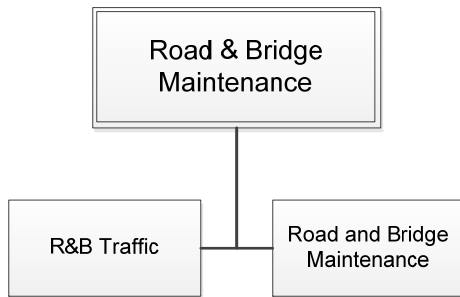 Road & Bridge
Maintenance
R&B Traffic
Road and Bridge
Maintenance